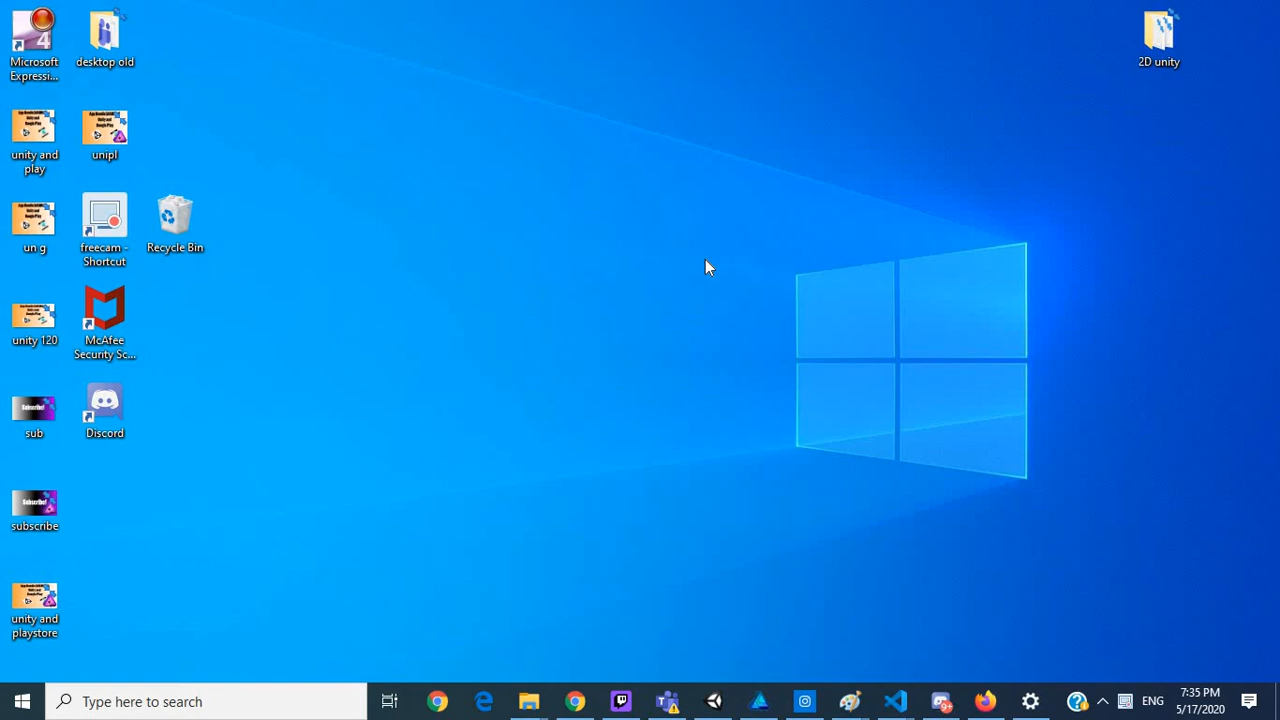 Microsoft
Expressi...
desktop old
2D unity
unity and
play
unipl
un g
freecam -
Shortcut
Recycle Bin
unity 120
McAfee
Security Sc...
sub
Discord
subscribe
unity and
playstore
Type here to search
ENG
7:35 PM
5/17/2020